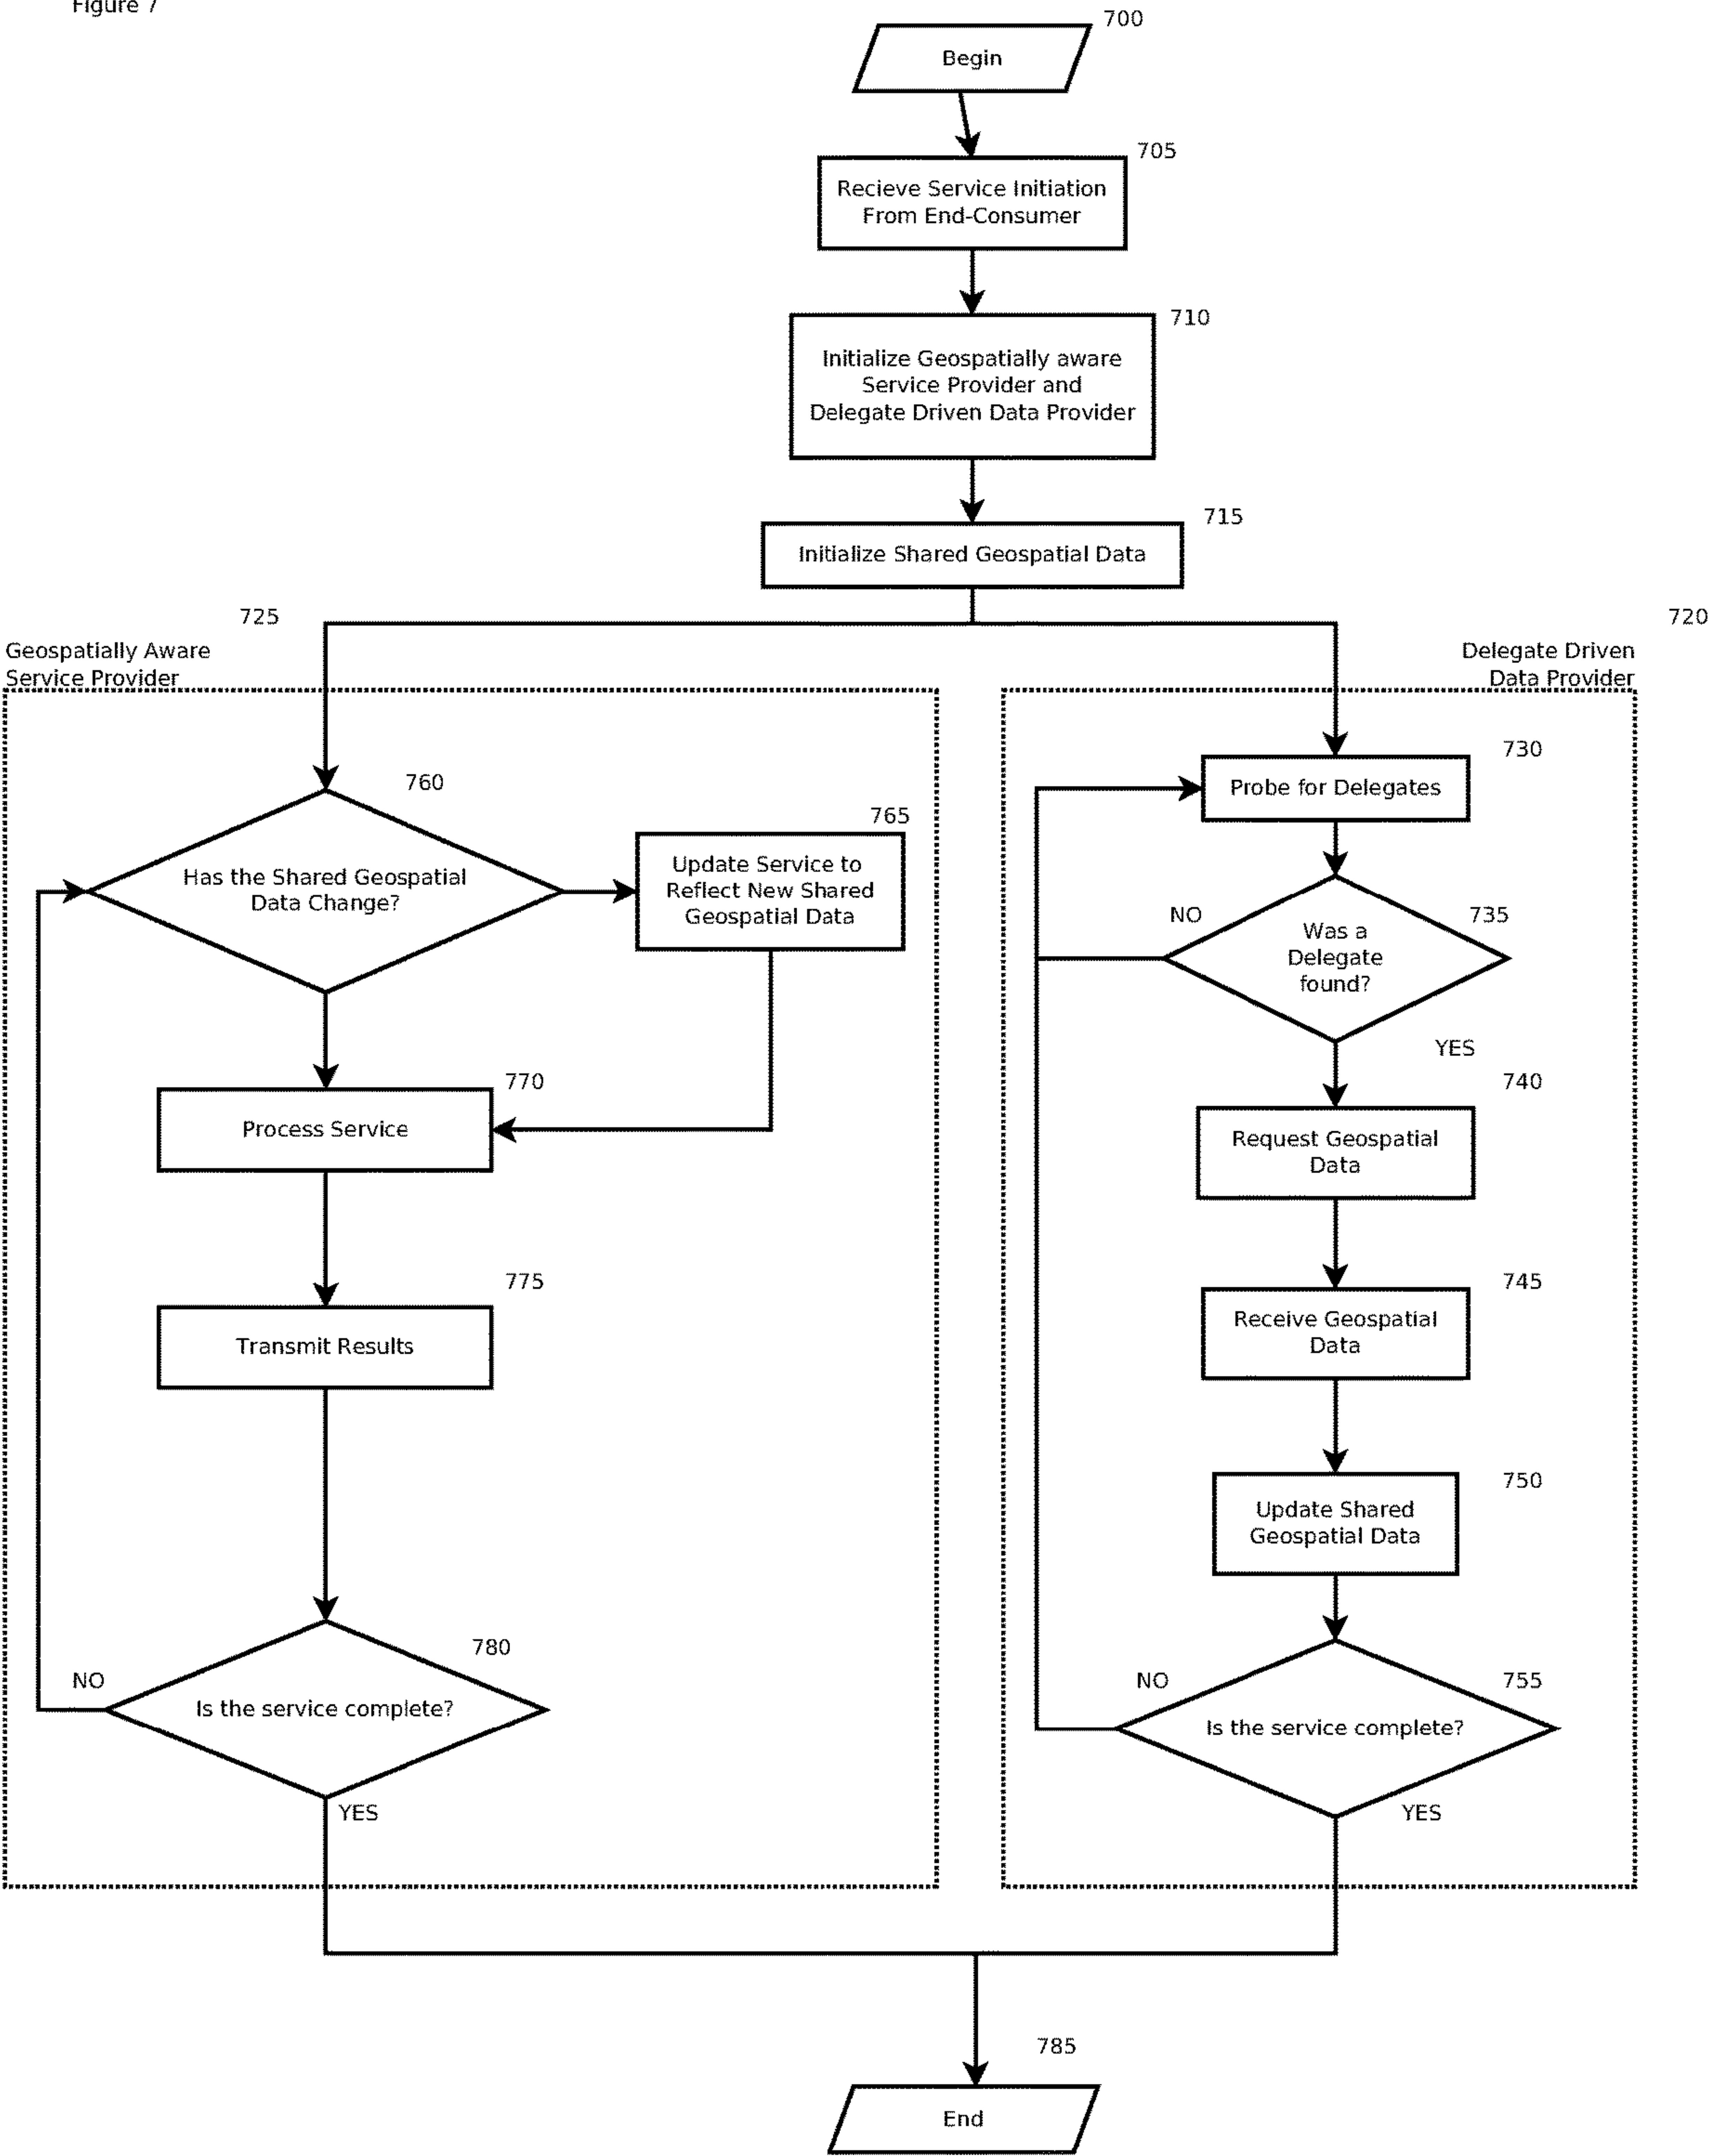 Figure 7
700
Begin
705
Recieve Service Initiation
From End-Consumer
710
Initialize Geospatially aware
Service Provider and
Delegate Driven Data Provider
715
Initialize Shared Geospatial Data
725
720
Geospatially Aware
Service Provider
Delegate Driven
Data Provider
760
Has the Shared Geospatial
Data Change?
765
Update Service to
Reflect New Shared
Geospatial Data
770
Process Service
775
Transmit Results
780
NO
Is the service complete?
YES
730
Probe for Delegates
NO
735
Was a
Delegate
found?
YES
740
Request Geospatial
Data
745
Receive Geospatial
Data
750
Update Shared
Geospatial Data
NO
755
Is the service complete?
YES
785
End